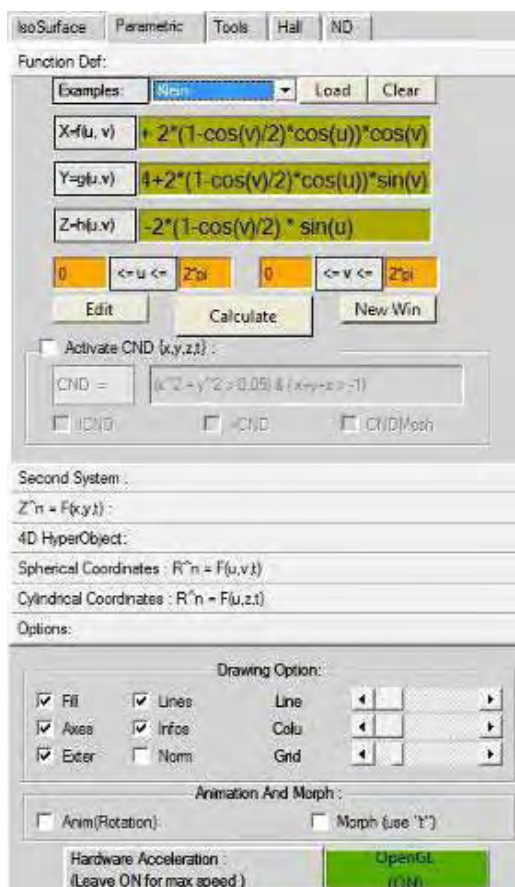 IsoSurface Parametric Tools Hall ND
Function Def:
Examples: Klein Load Clear
X=f(u, v) + 2*(1-cos(v)/2)*cos(u))*cos(v)
Y=g(u,v) 4+2*(1-cos(v)/2)*cos(u))*sin(v)
Z=h(u,v) -2*(1-cos(v)/2) * sin(u)
0 <= u <= 2*pi 0 <= v <= 2*pi
Edit Calculate New Win
Activate CND {x,y,z,t} :
CND = (x^2 + y^2 > 0.05) & (x+y+z > -1)
!CND =CND CNDMesh
Second System :
Z^n = F(x,y,t) :
4D HyperObject:
Spherical Coordinates : R^n = F(u,v,t)
Cylindrical Coordinates : R^n = F(u,z,t)
Options:
Drawing Option:
Fill Lines Line
Axes Infos Colu
Exter Norm Grid
Animation And Morph :
Anim(Rotation) Morph (use "t")
Hardware Acceleration : OpenGL
(Leave ON for max speed ) (ON)